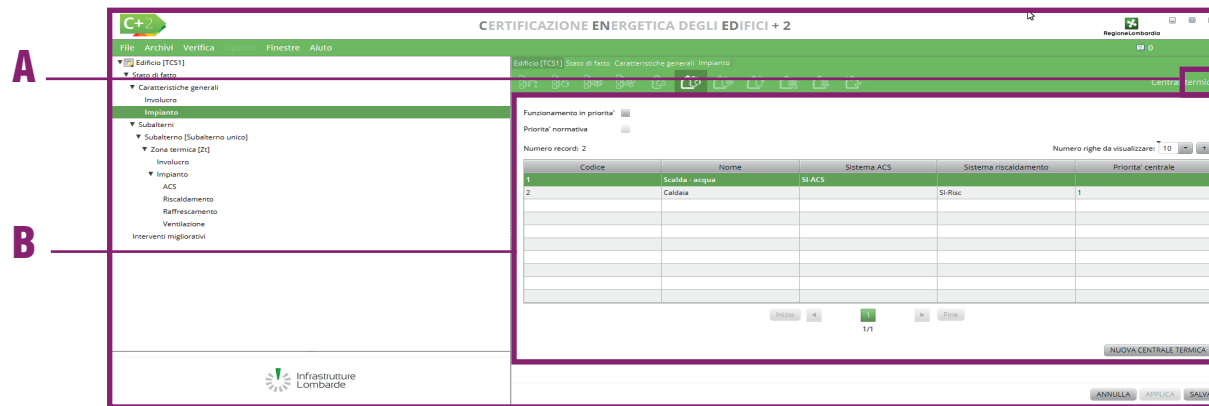 C+2
CERTIFICAZIONE ENERGETICA DEGLI EDIFICI + 2
RegioneLombardia
File Archivi Verifica Opzioni Finestre Aiuto
0
A
Edificio [TCS1]
Stato di fatto
Caratteristiche generali
Involucro
Impianto
Subalterni
Subalterno [Subalterno unico]
Zona termica [Zt]
Involucro
Impianto
ACS
Riscaldamento
Raffrescamento
Ventilazione
Interventi migliorativi
B
Infrastrutture
Lombarde
Edificio [TCS1] Stato di fatto Caratteristiche generali Impianto
Centrali termic
Funzionamento in priorita'
Priorita' normativa
Numero record: 2
Numero righe da visualizzare: 10
Codice Nome Sistema ACS Sistema riscaldamento Priorita' centrale
1 Scalda - acqua SI-ACS
2 Caldaia SI-Risc 1
Inizio 1 Fine
1/1
NUOVA CENTRALE TERMICA
ANNULLA APPLICA SALV